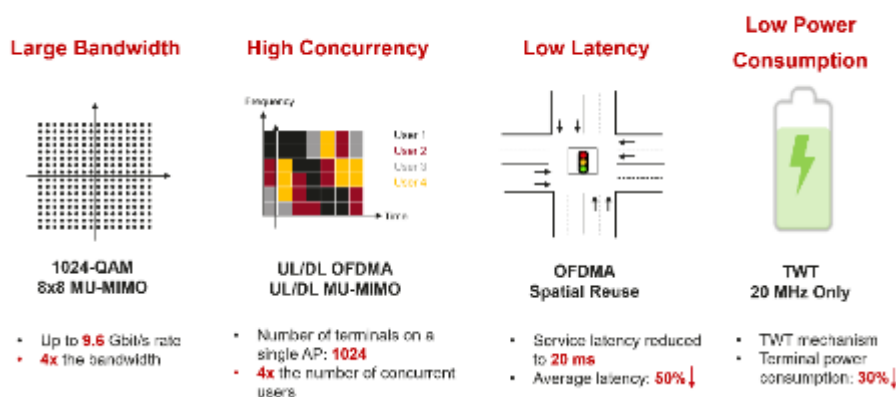 Large Bandwidth
High Concurrency
Low Latency
Low Power
Consumption
Frequency
User 1
User 2
User 3
User 4
Time
1024-QAM
8x8 MU-MIMO
UL/DL OFDMA
UL/DL MU-MIMO
OFDMA
Spatial Reuse
TWT
20 MHz Only
• Up to 9.6 Gbit/s rate
• 4x the bandwidth
• Number of terminals on a
single AP: 1024
• 4x the number of concurrent
users
• Service latency reduced
to 20 ms
• Average latency: 50%↓
• TWT mechanism
• Terminal power
consumption: 30%↓